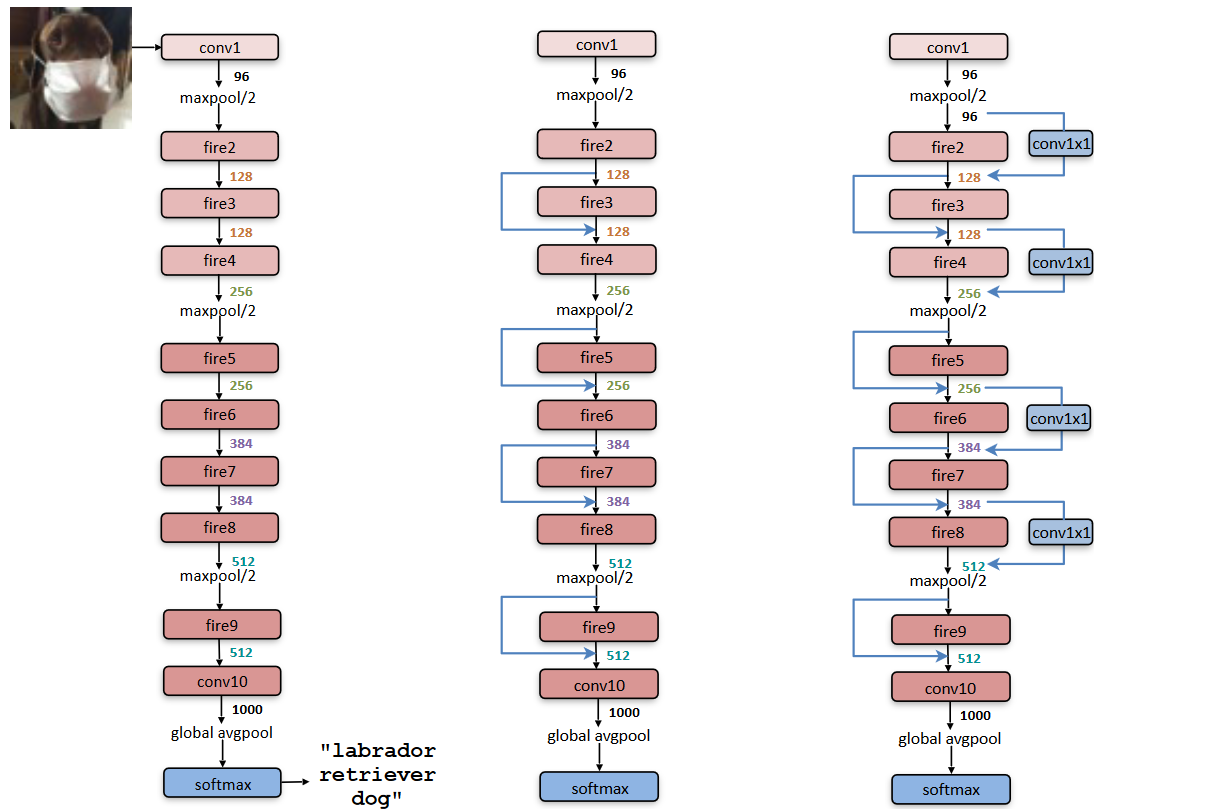 conv1
96
maxpool/2
fire2
128
fire3
128
fire4
256
maxpool/2
fire5
256
fire6
384
fire7
384
fire8
512
maxpool/2
fire9
512
conv10
1000
global avgpool
softmax
"labrador
retriever
dog"
conv1
96
maxpool/2
fire2
128
fire3
128
fire4
256
maxpool/2
fire5
256
fire6
384
fire7
384
fire8
512
maxpool/2
fire9
512
conv10
1000
global avgpool
softmax
conv1
96
maxpool/2
96
conv1x1
fire2
128
fire3
128
fire4
conv1x1
256
maxpool/2
fire5
256
fire6
conv1x1
384
fire7
384
fire8
conv1x1
512
maxpool/2
fire9
512
conv10
1000
global avgpool
softmax